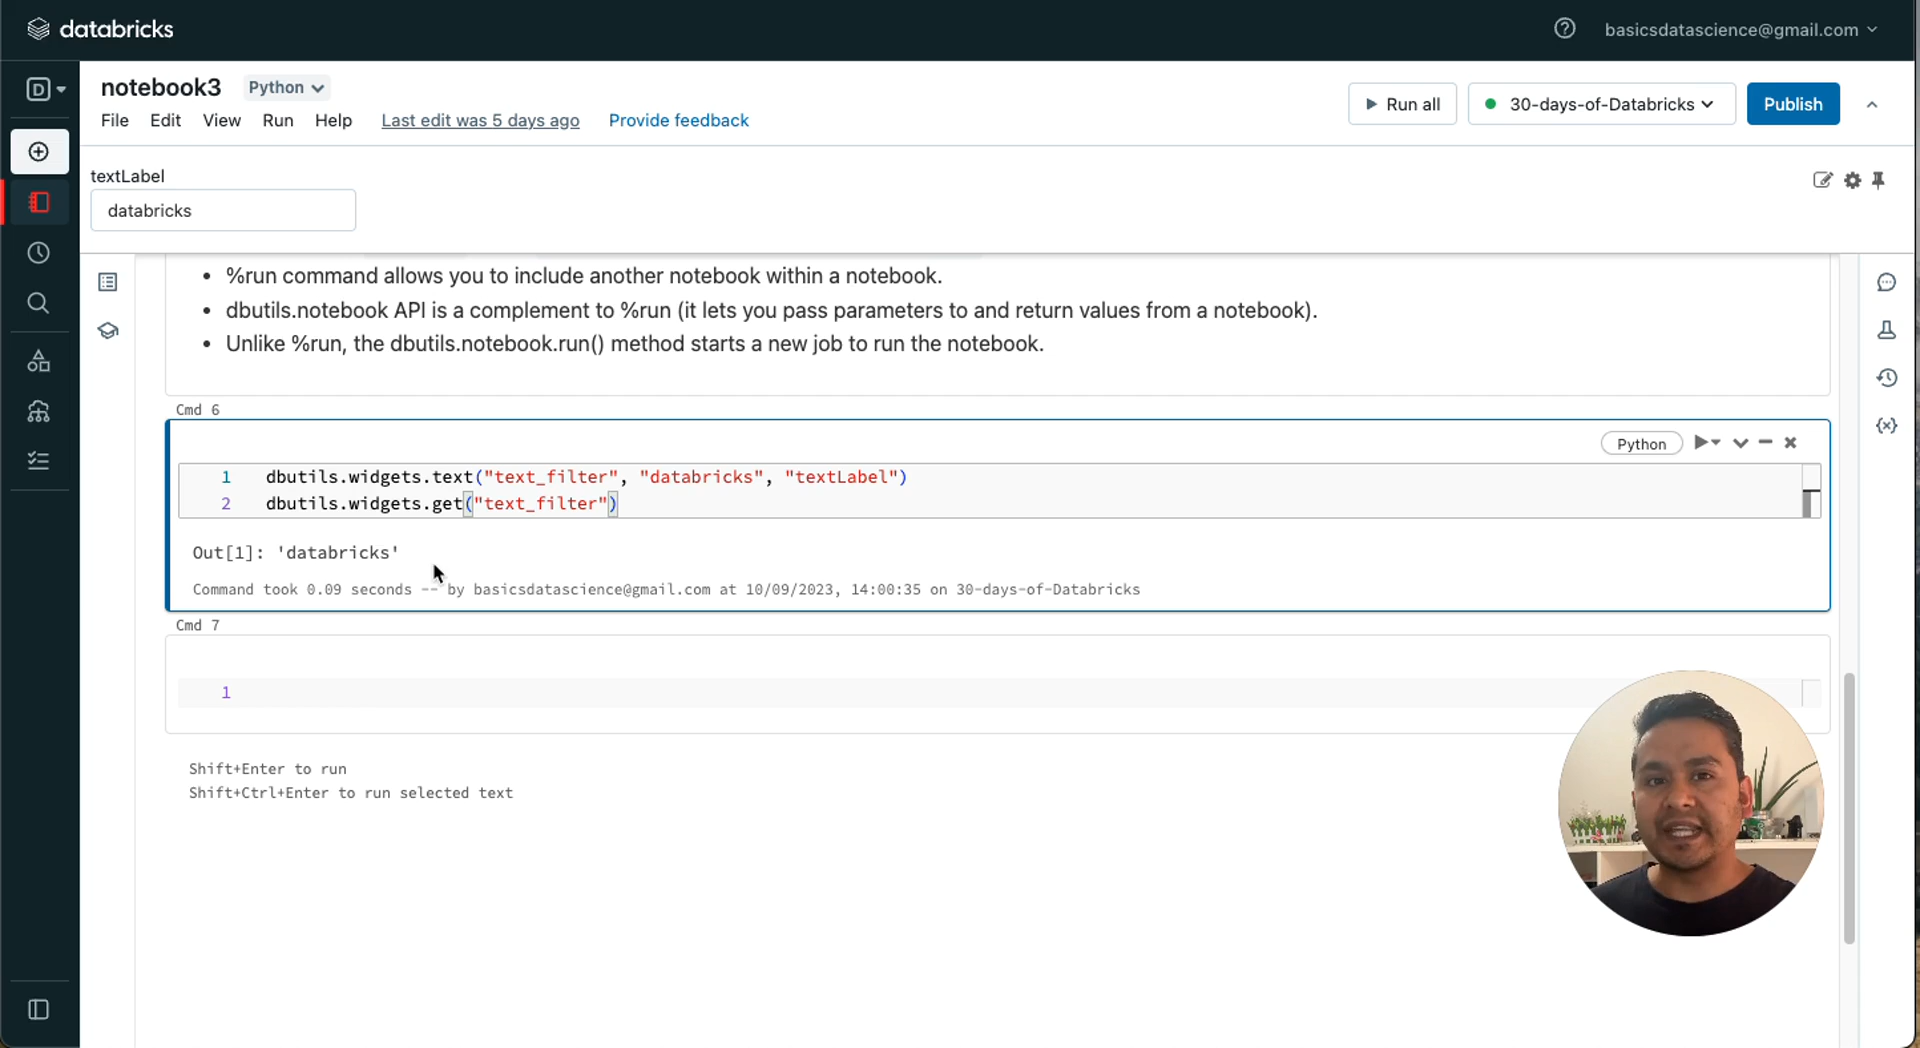 databricks
basicsdatascience@gmail.com
D
notebook3 Python
File Edit View Run Help Last edit was 5 days ago Provide feedback
Run all 30-days-of-Databricks Publish
textLabel
databricks
• %run command allows you to include another notebook within a notebook.
• dbutils.notebook API is a complement to %run (it lets you pass parameters to and return values from a notebook).
• Unlike %run, the dbutils.notebook.run() method starts a new job to run the notebook.
Cmd 6
Python
1 dbutils.widgets.text("text_filter", "databricks", "textLabel")
2 dbutils.widgets.get("text_filter")
Out[1]: 'databricks'
Command took 0.09 seconds -- by basicsdatascience@gmail.com at 10/09/2023, 14:00:35 on 30-days-of-Databricks
Cmd 7
1
Shift+Enter to run
Shift+Ctrl+Enter to run selected text